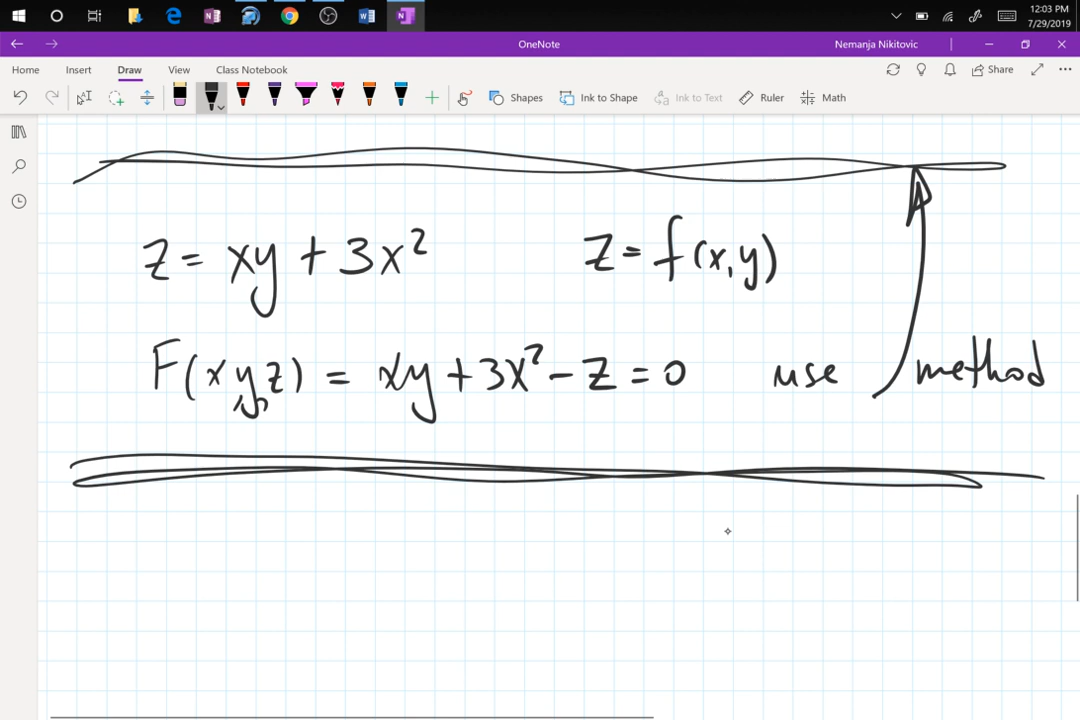 12:03 PM
7/29/2019
OneNote
Nemanja Nikitovic
Home Insert Draw View Class Notebook Share
Shapes Ink to Shape Ink to Text Ruler Math
z = xy + 3x² z = f(x,y)
F(x,y,z) = xy + 3x² - z = 0 use method